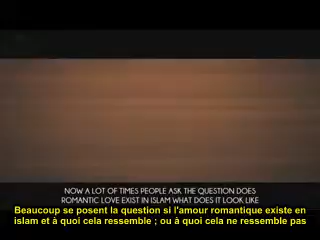 NOW A LOT OF TIMES PEOPLE ASK THE QUESTION DOES
ROMANTIC LOVE EXIST IN ISLAM WHAT DOES IT LOOK LIKE
Beaucoup se posent la question si l'amour romantique existe en
islam et à quoi cela ressemble ; ou à quoi cela ne ressemble pas